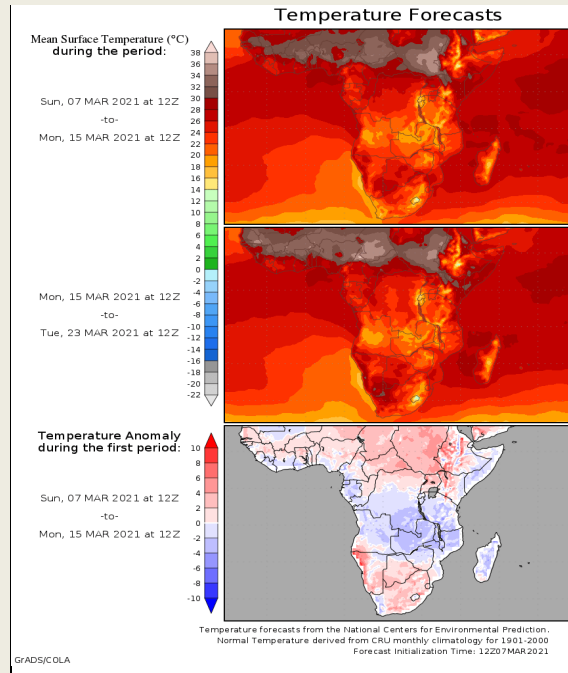 Temperature Forecasts
Mean Surface Temperature (°C)
during the period:
38
36
34
32
30
28
26
24
22
20
18
16
14
12
10
8
6
4
2
0
-2
-4
-6
-8
-10
-12
-14
-16
-18
-20
-22
Sun, 07 MAR 2021 at 12Z
-to-
Mon, 15 MAR 2021 at 12Z
Mon, 15 MAR 2021 at 12Z
-to-
Tue, 23 MAR 2021 at 12Z
Temperature Anomaly
during the first period:
10
8
6
4
2
0
-2
-4
-6
-8
-10
Sun, 07 MAR 2021 at 12Z
-to-
Mon, 15 MAR 2021 at 12Z
Temperature forecasts from the National Centers for Environmental Prediction.
Normal Temperature derived from CRU monthly climatology for 1901-2000
Forecast Initialization Time: 12Z07MAR2021
GrADS/COLA